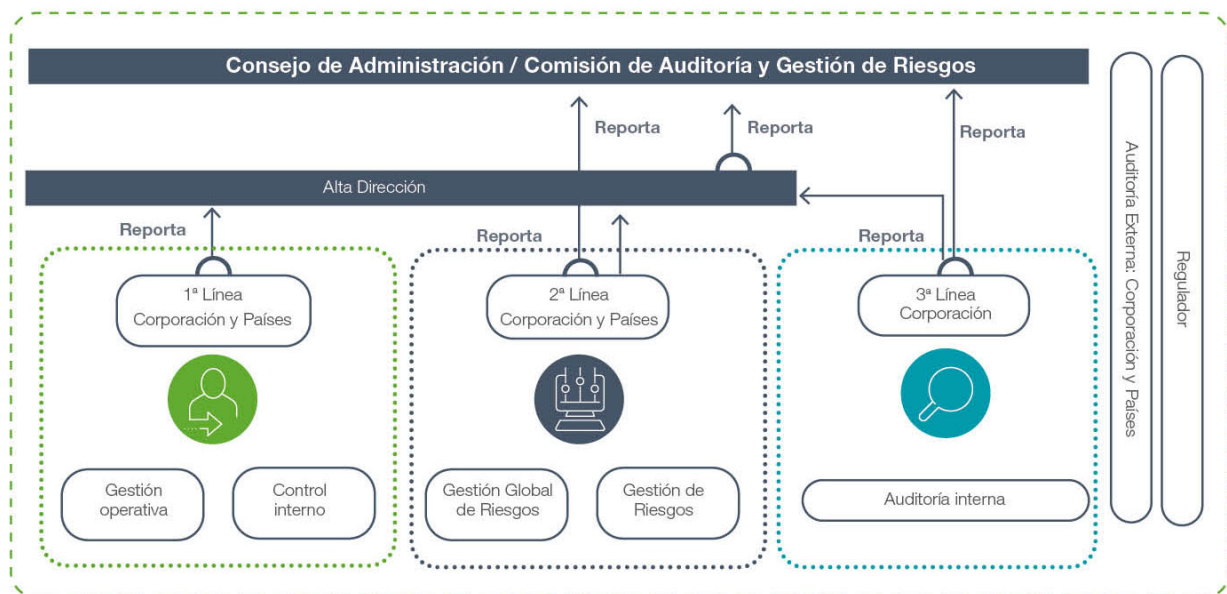 Consejo de Administración / Comisión de Auditoría y Gestión de Riesgos
Reporta
Reporta
Reporta
Alta Dirección
Reporta
Reporta
Reporta
1ª Línea
Corporación y Países
2ª Línea
Corporación y Países
3ª Línea
Corporación
Gestión
operativa
Control
interno
Gestión Global
de Riesgos
Gestión de
Riesgos
Auditoría interna
Auditoría Externa: Corporación y Países
Regulador